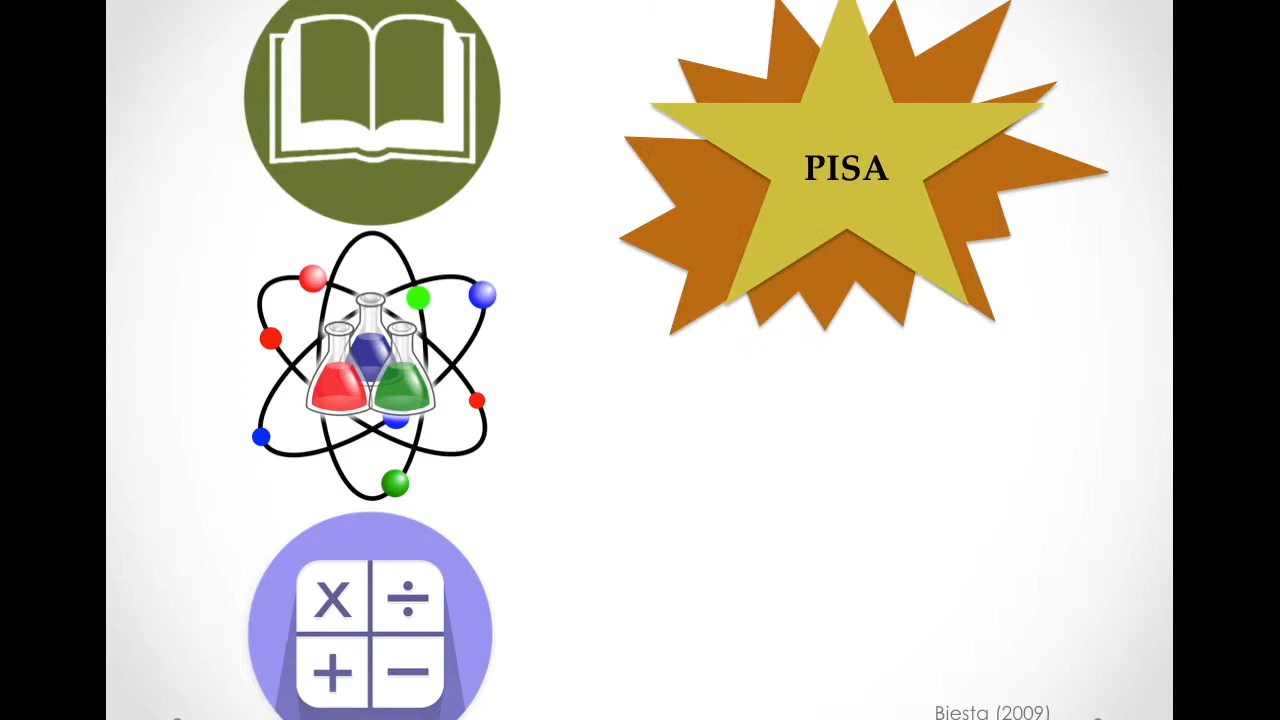 PISA
X ÷
+ −
Biesta (2009)